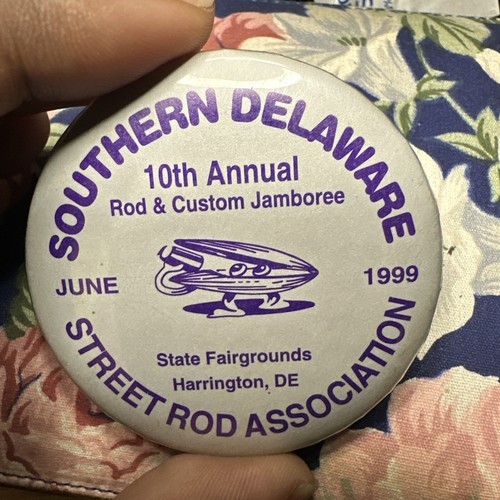 SOUTHERN DELAWARE
10th Annual
Rod & Custom Jamboree
JUNE
1999
State Fairgrounds
Harrington, DE
STREET ROD ASSOCIATION